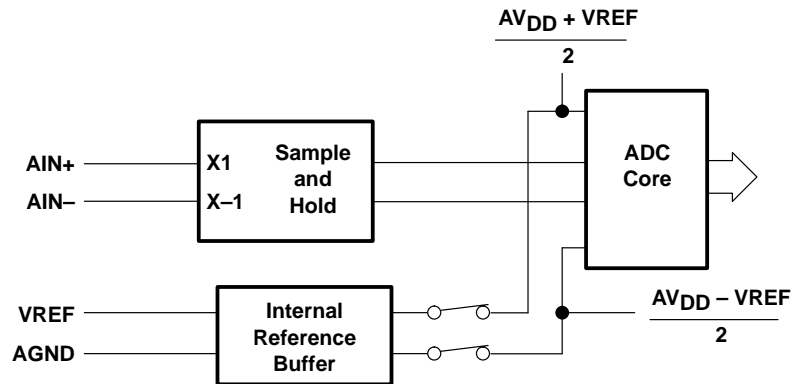 AVDD + VREF
2
AIN+
AIN–
X1
X–1
Sample
and
Hold
ADC
Core
VREF
AGND
Internal
Reference
Buffer
AVDD – VREF
2